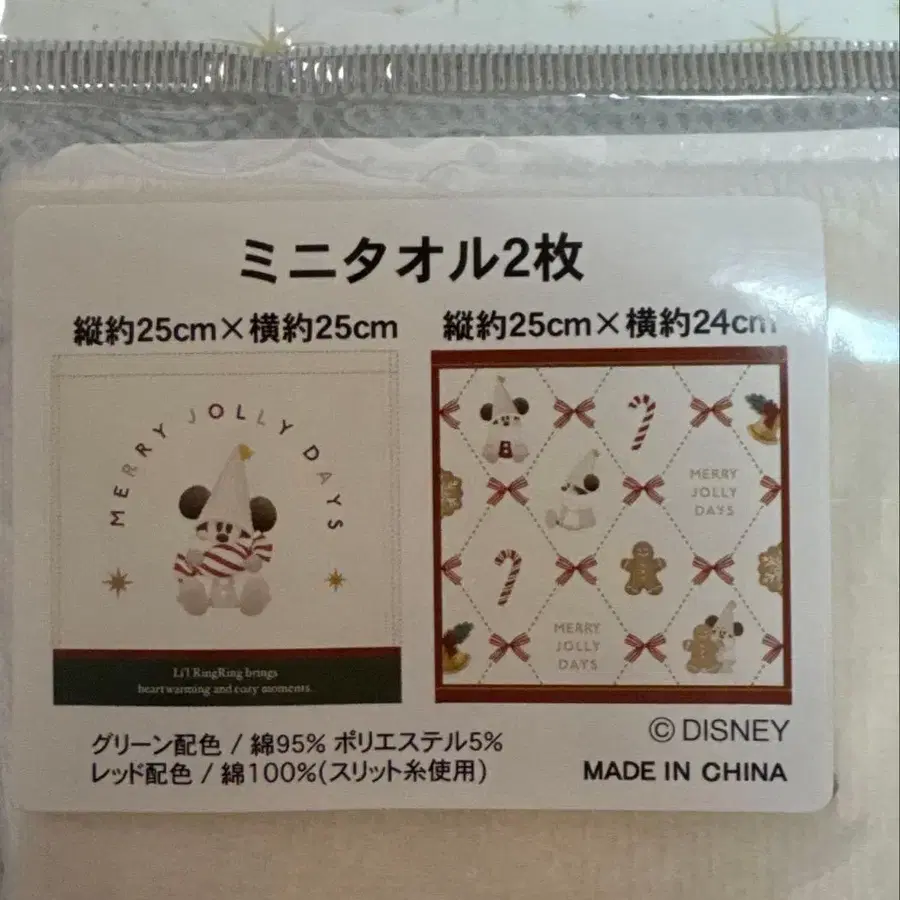 ミニタオル2枚
縦約25cm×横約25cm
縦約25cm×横約24cm
MERRY JOLLY DAYS
Li'l RingRing brings
heartwarming and cozy moments.
MERRY
JOLLY
DAYS
MERRY
JOLLY
DAYS
グリーン配色 / 綿95% ポリエステル5%
レッド配色 / 綿100%(スリット糸使用)
© DISNEY
MADE IN CHINA